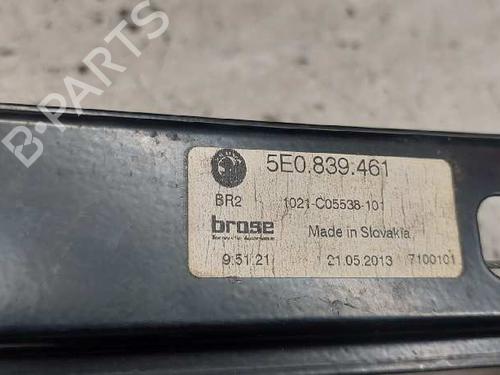 B-PARTS
5E0.839.461
BR2 1021-C05538-101
brose Made in Slovakia
9:51:21 21.05.2013 7100101